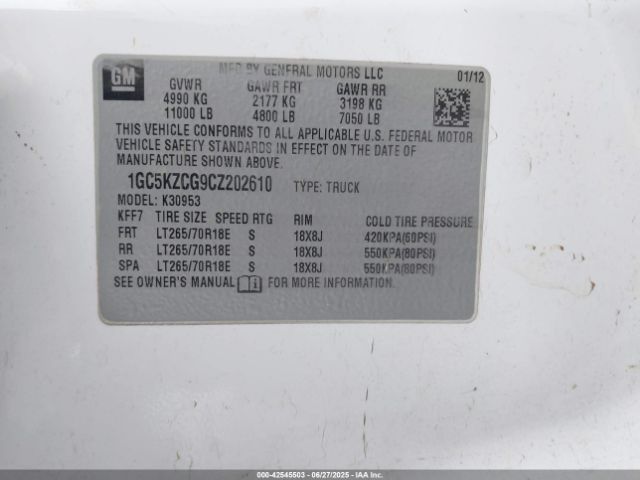 GM
MFD BY GENERAL MOTORS LLC 01/12
GVWR GAWR FRT GAWR RR
4990 KG 2177 KG 3198 KG
11000 LB 4800 LB 7050 LB
THIS VEHICLE CONFORMS TO ALL APPLICABLE U.S. FEDERAL MOTOR
VEHICLE SAFETY STANDARDS IN EFFECT ON THE DATE OF
MANUFACTURE SHOWN ABOVE.
1GC5KZCG9CZ202610 TYPE: TRUCK
MODEL: K30953
KFF7 TIRE SIZE SPEED RTG RIM COLD TIRE PRESSURE
FRT LT265/70R18E S 18X8J 420KPA(60PSI)
RR LT265/70R18E S 18X8J 550KPA(80PSI)
SPA LT265/70R18E S 18X8J 550KPA(80PSI)
SEE OWNER'S MANUAL FOR MORE INFORMATION.
000-42545503 - 06/27/2025 - IAAI.COM